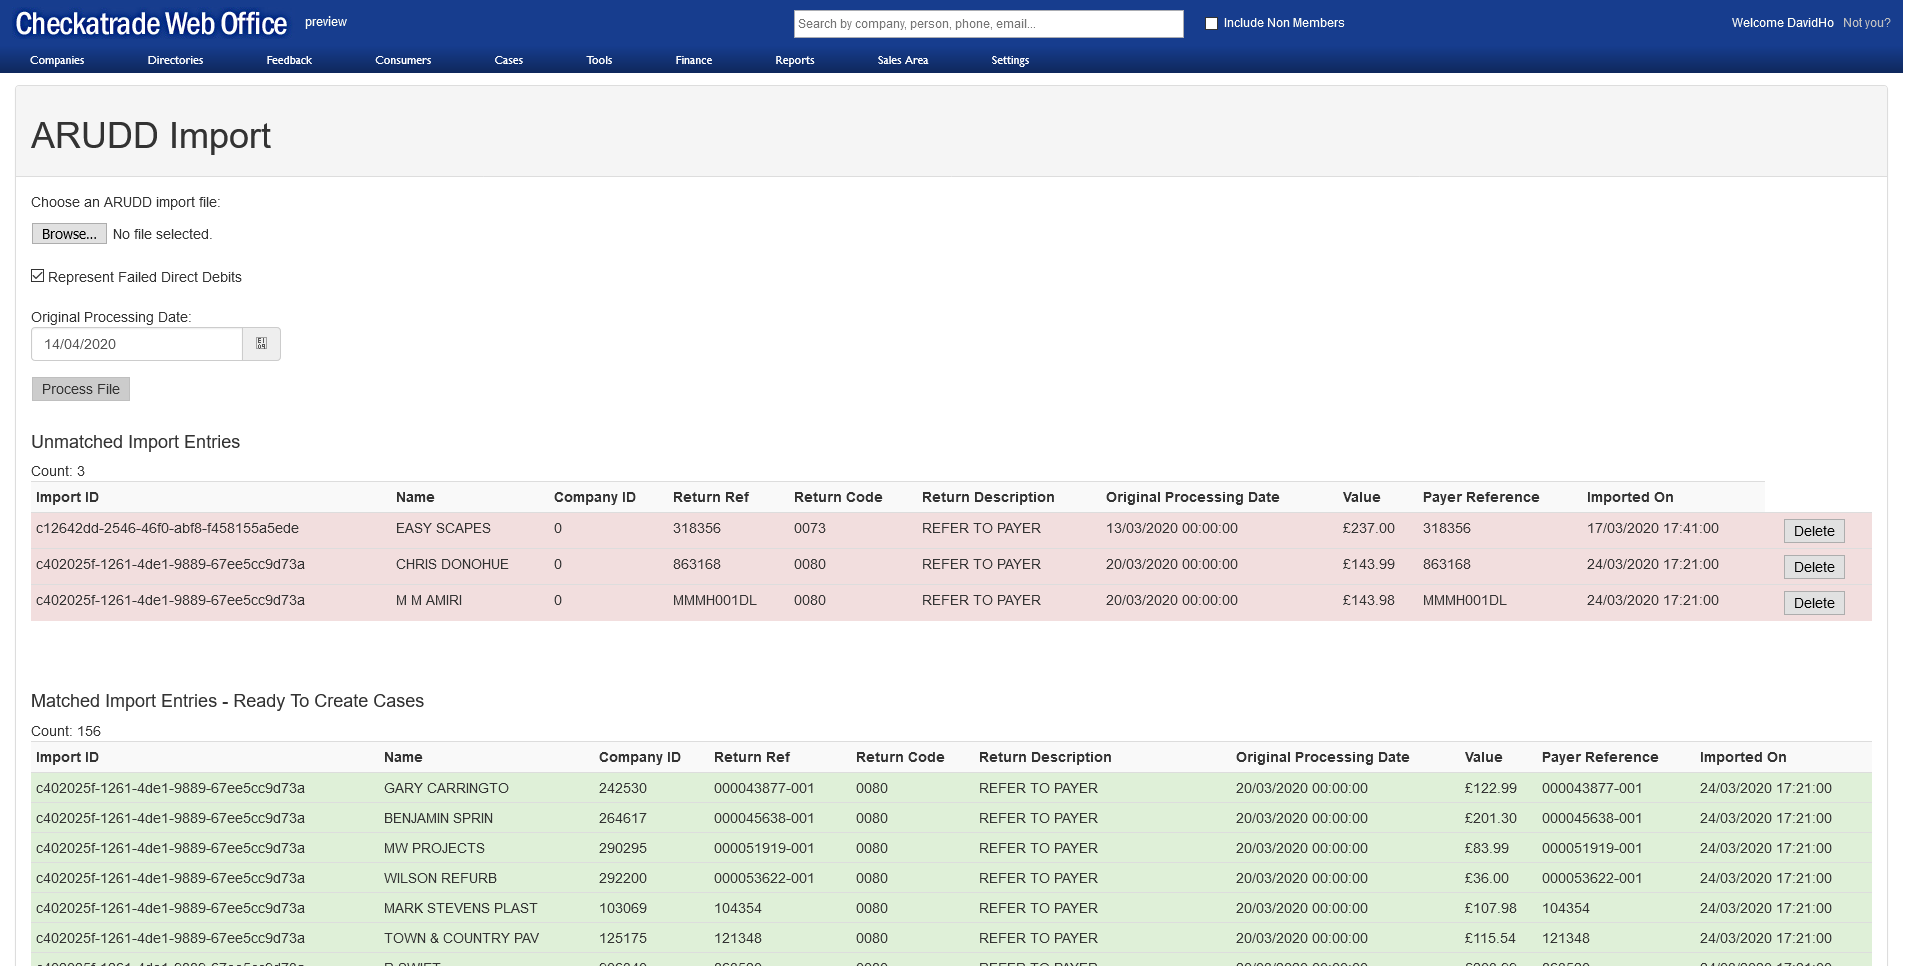 Checkatrade Web Office preview Search by company, person, phone, email... Include Non Members Welcome DavidHo Not you?
Companies Directories Feedback Consumers Cases Tools Finance Reports Sales Area Settings
ARUDD Import
Choose an ARUDD import file:
Browse... No file selected.
Represent Failed Direct Debits
Original Processing Date:
14/04/2020
Process File
Unmatched Import Entries
Count: 3
Import ID Name Company ID Return Ref Return Code Return Description Original Processing Date Value Payer Reference Imported On
c12642dd-2546-46f0-abf8-f458155a5ede EASY SCAPES 0 318356 0073 REFER TO PAYER 13/03/2020 00:00:00 £237.00 318356 17/03/2020 17:41:00 Delete
c402025f-1261-4de1-9889-67ee5cc9d73a CHRIS DONOHUE 0 863168 0080 REFER TO PAYER 20/03/2020 00:00:00 £143.99 863168 24/03/2020 17:21:00 Delete
c402025f-1261-4de1-9889-67ee5cc9d73a M M AMIRI 0 MMMH001DL 0080 REFER TO PAYER 20/03/2020 00:00:00 £143.98 MMMH001DL 24/03/2020 17:21:00 Delete
Matched Import Entries - Ready To Create Cases
Count: 156
Import ID Name Company ID Return Ref Return Code Return Description Original Processing Date Value Payer Reference Imported On
c402025f-1261-4de1-9889-67ee5cc9d73a GARY CARRINGTO 242530 000043877-001 0080 REFER TO PAYER 20/03/2020 00:00:00 £122.99 000043877-001 24/03/2020 17:21:00
c402025f-1261-4de1-9889-67ee5cc9d73a BENJAMIN SPRIN 264617 000045638-001 0080 REFER TO PAYER 20/03/2020 00:00:00 £201.30 000045638-001 24/03/2020 17:21:00
c402025f-1261-4de1-9889-67ee5cc9d73a MW PROJECTS 290295 000051919-001 0080 REFER TO PAYER 20/03/2020 00:00:00 £83.99 000051919-001 24/03/2020 17:21:00
c402025f-1261-4de1-9889-67ee5cc9d73a WILSON REFURB 292200 000053622-001 0080 REFER TO PAYER 20/03/2020 00:00:00 £36.00 000053622-001 24/03/2020 17:21:00
c402025f-1261-4de1-9889-67ee5cc9d73a MARK STEVENS PLAST 103069 104354 0080 REFER TO PAYER 20/03/2020 00:00:00 £107.98 104354 24/03/2020 17:21:00
c402025f-1261-4de1-9889-67ee5cc9d73a TOWN & COUNTRY PAV 125175 121348 0080 REFER TO PAYER 20/03/2020 00:00:00 £115.54 121348 24/03/2020 17:21:00